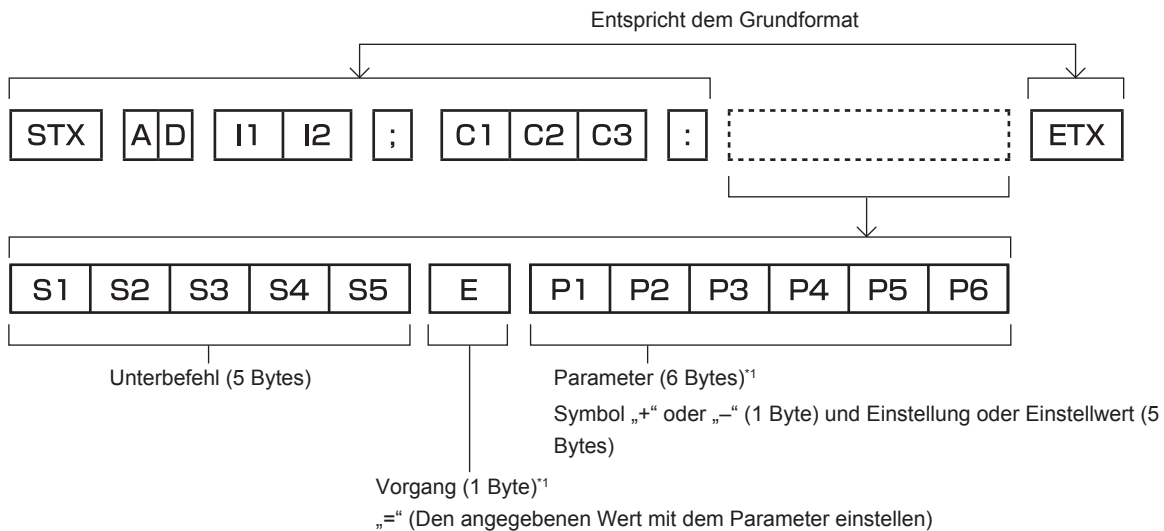 Entspricht dem Grundformat
STX A D I1 I2 ; C1 C2 C3 : ETX
S1 S2 S3 S4 S5 E P1 P2 P3 P4 P5 P6
Unterbefehl (5 Bytes)
Parameter (6 Bytes)*1
Symbol „+“ oder „–“ (1 Byte) und Einstellung oder Einstellwert (5
Bytes)
Vorgang (1 Byte)*1
„=“ (Den angegebenen Wert mit dem Parameter einstellen)